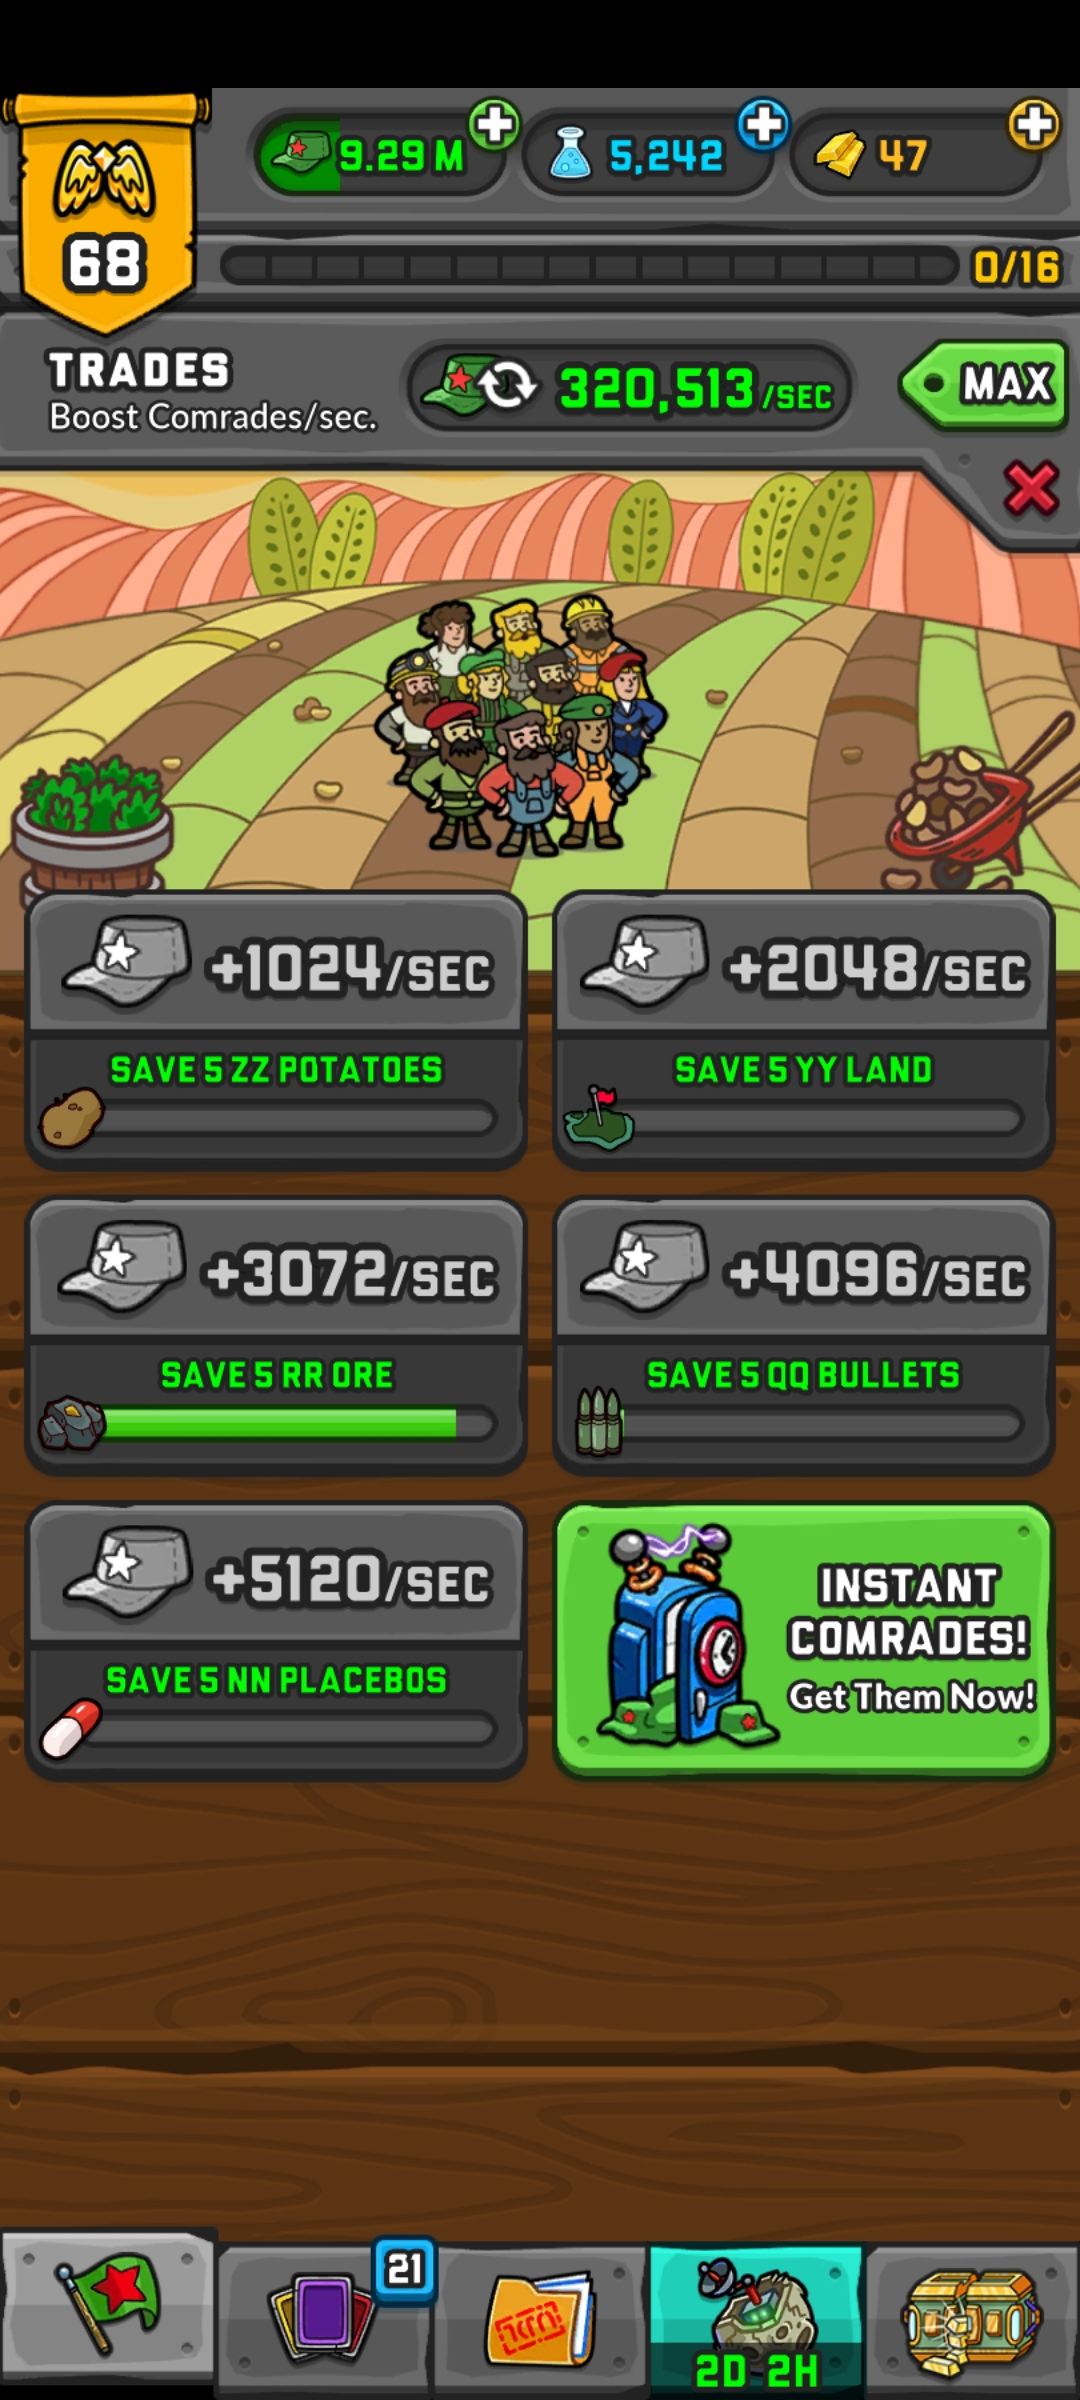 9.29 M
5,242
47
68
0/16
TRADES
Boost Comrades/sec.
320,513 /SEC
MAX
+1024/SEC
SAVE 5 ZZ POTATOES
+2048/SEC
SAVE 5 YY LAND
+3072/SEC
SAVE 5 RR ORE
+4096/SEC
SAVE 5 QQ BULLETS
+5120/SEC
SAVE 5 NN PLACEBOS
INSTANT
COMRADES!
Get Them Now!
21
2D 2H